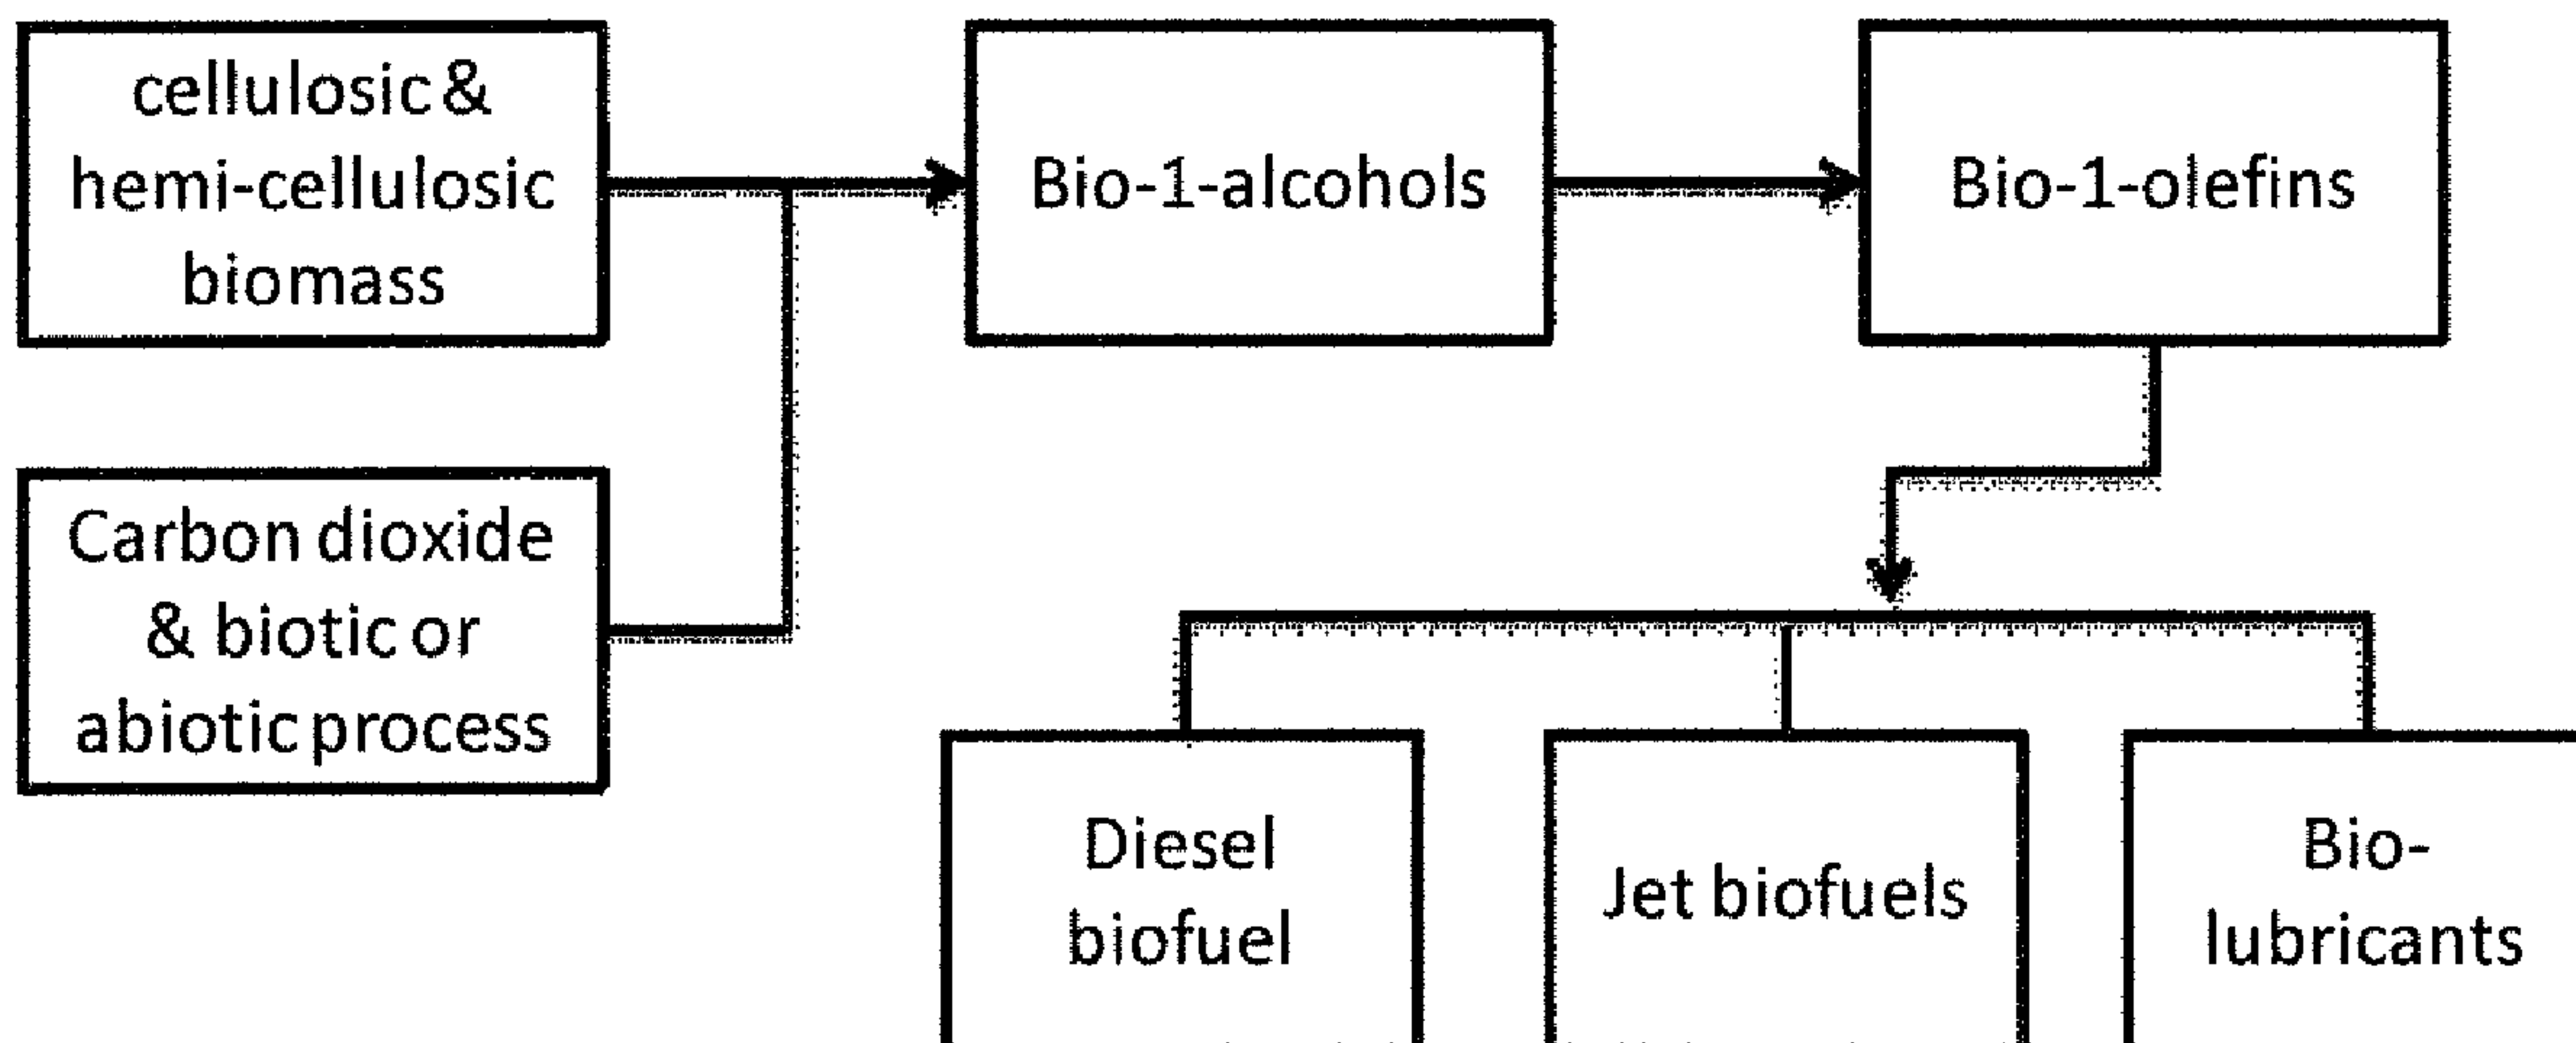 cellulosic &
hemi-cellulosic
biomass
Bio-1-alcohols
Bio-1-olefins
Carbon dioxide
& biotic or
abiotic process
Diesel
biofuel
Jet biofuels
Bio-
lubricants